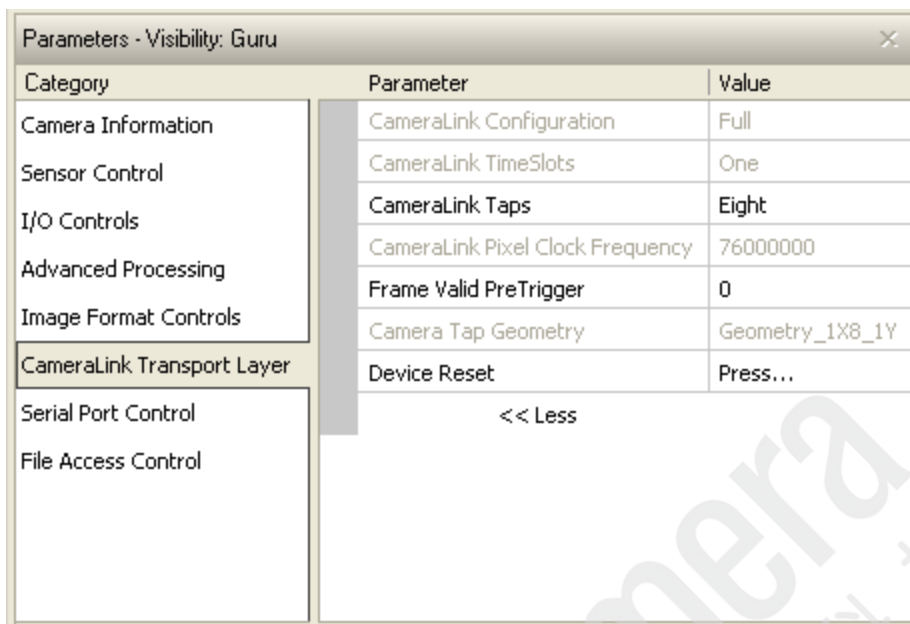 Parameters - Visibility: Guru
Category Parameter Value
Camera Information
Sensor Control
I/O Controls
Advanced Processing
Image Format Controls
CameraLink Transport Layer
Serial Port Control
File Access Control
CameraLink Configuration Full
CameraLink TimeSlots One
CameraLink Taps Eight
CameraLink Pixel Clock Frequency 76000000
Frame Valid PreTrigger 0
Camera Tap Geometry Geometry_1X8_1Y
Device Reset Press...
<< Less